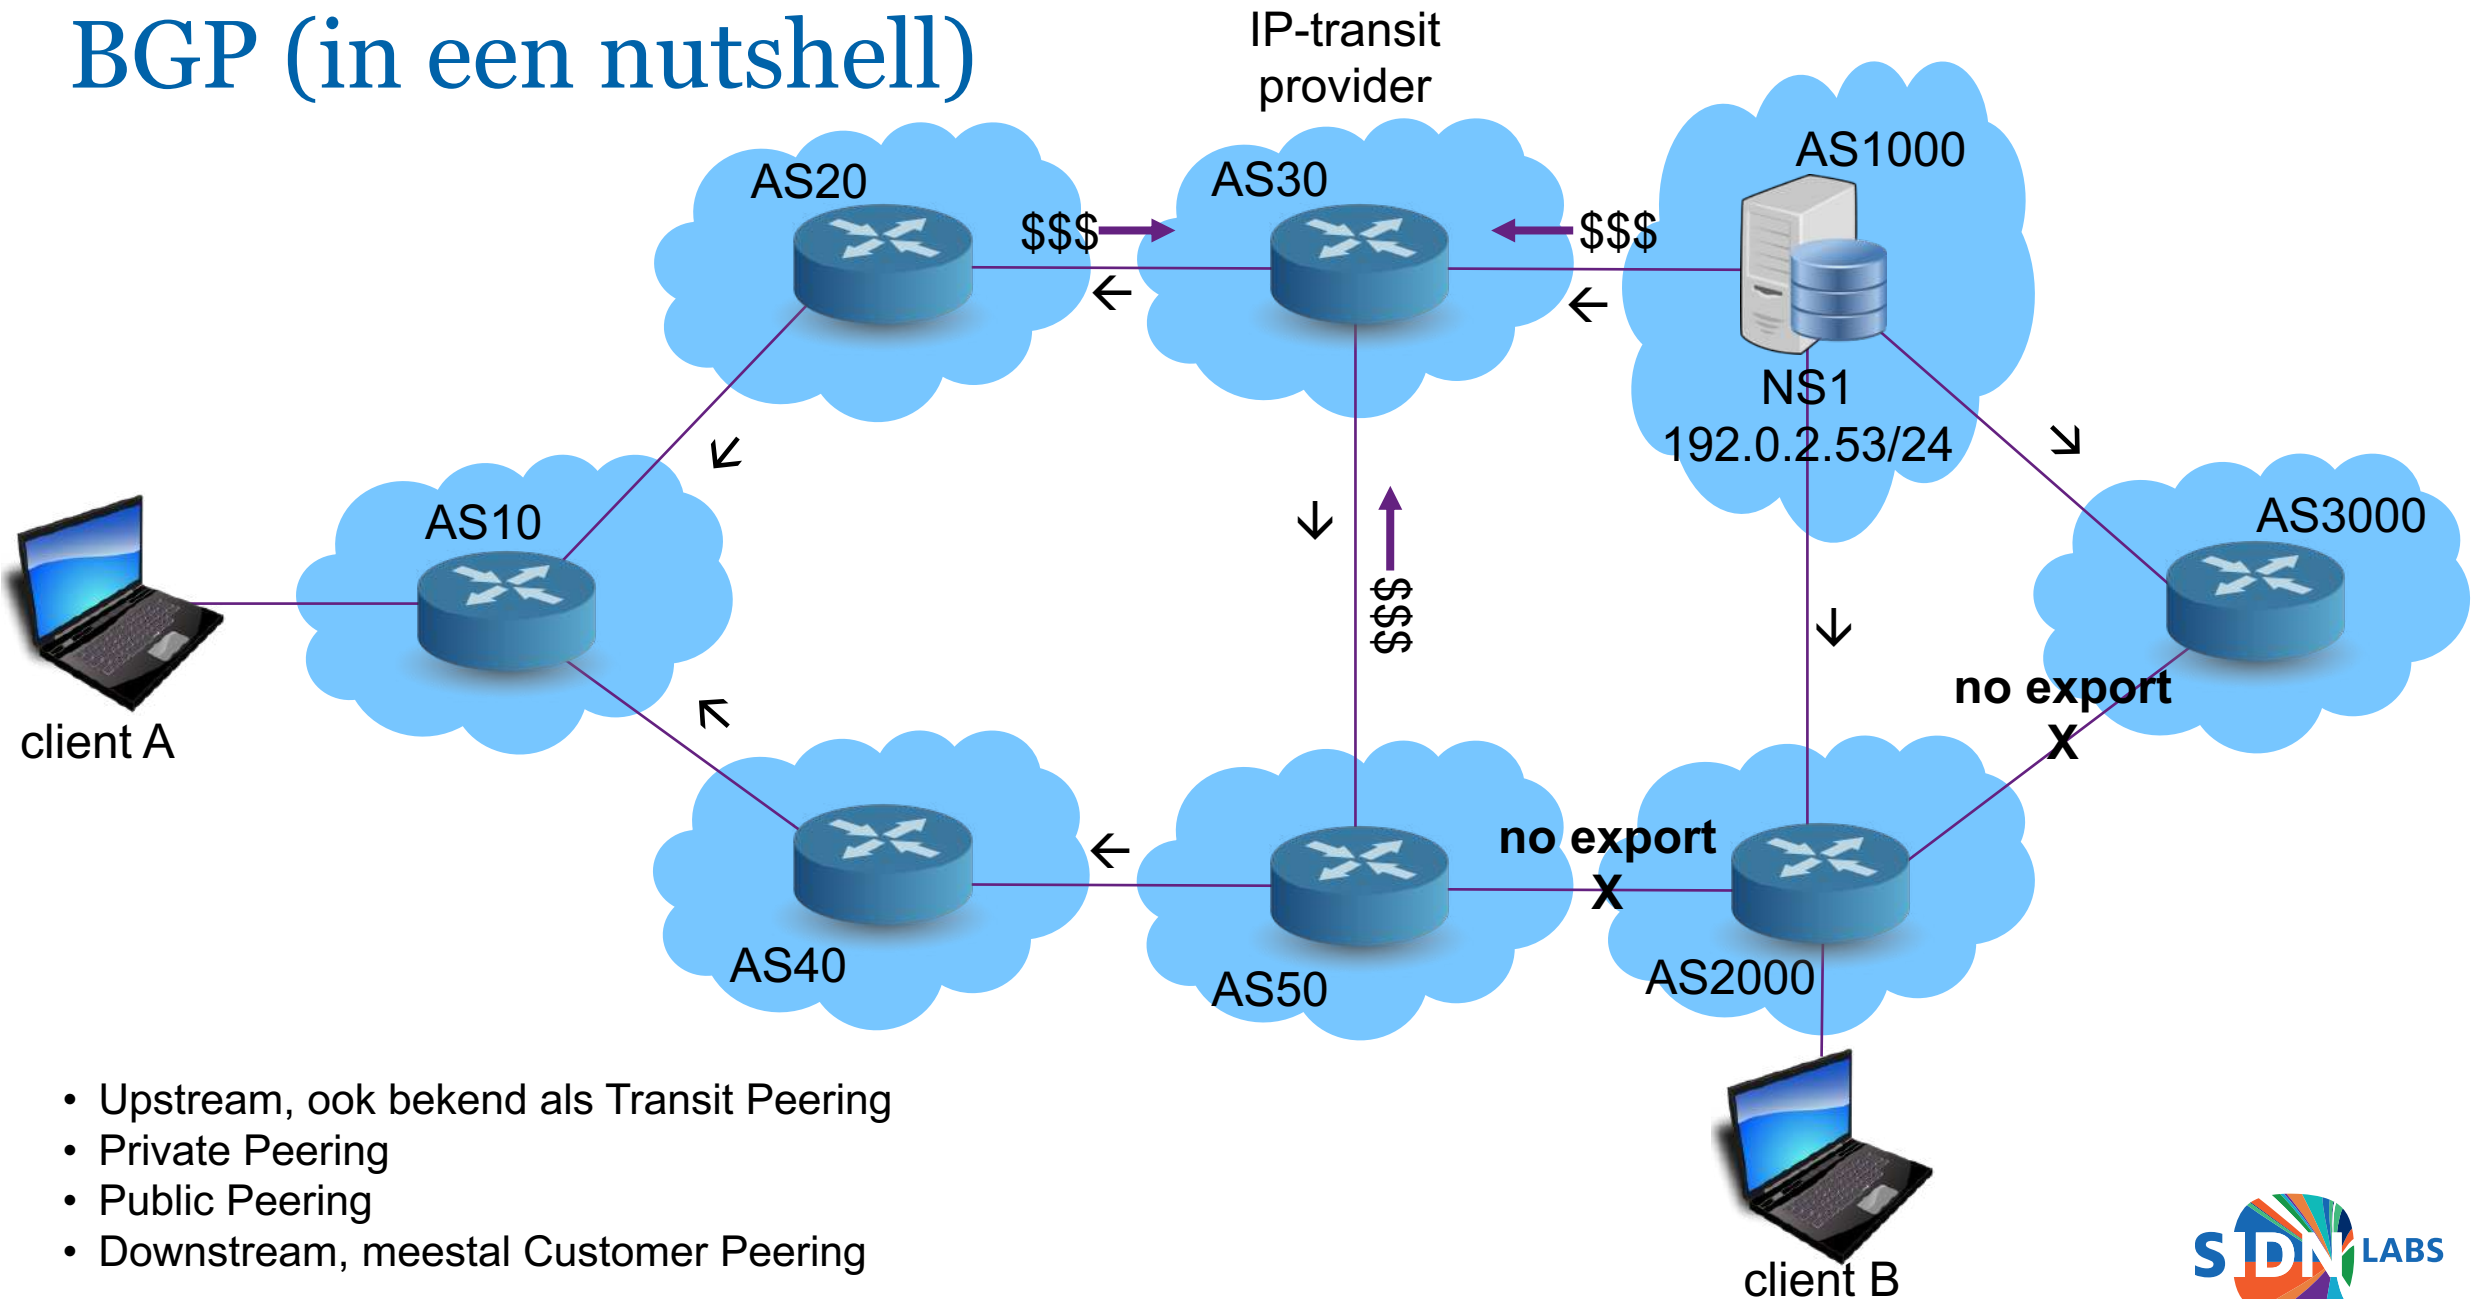 BGP (in een nutshell)
IP-transit
provider
AS20
AS30
AS1000
$$$
$$$
NS1
192.0.2.53/24
AS10
AS3000
$$$
client A
no export
X
no export
X
AS40
AS50
AS2000
• Upstream, ook bekend als Transit Peering
• Private Peering
• Public Peering
• Downstream, meestal Customer Peering
client B
SIDN LABS